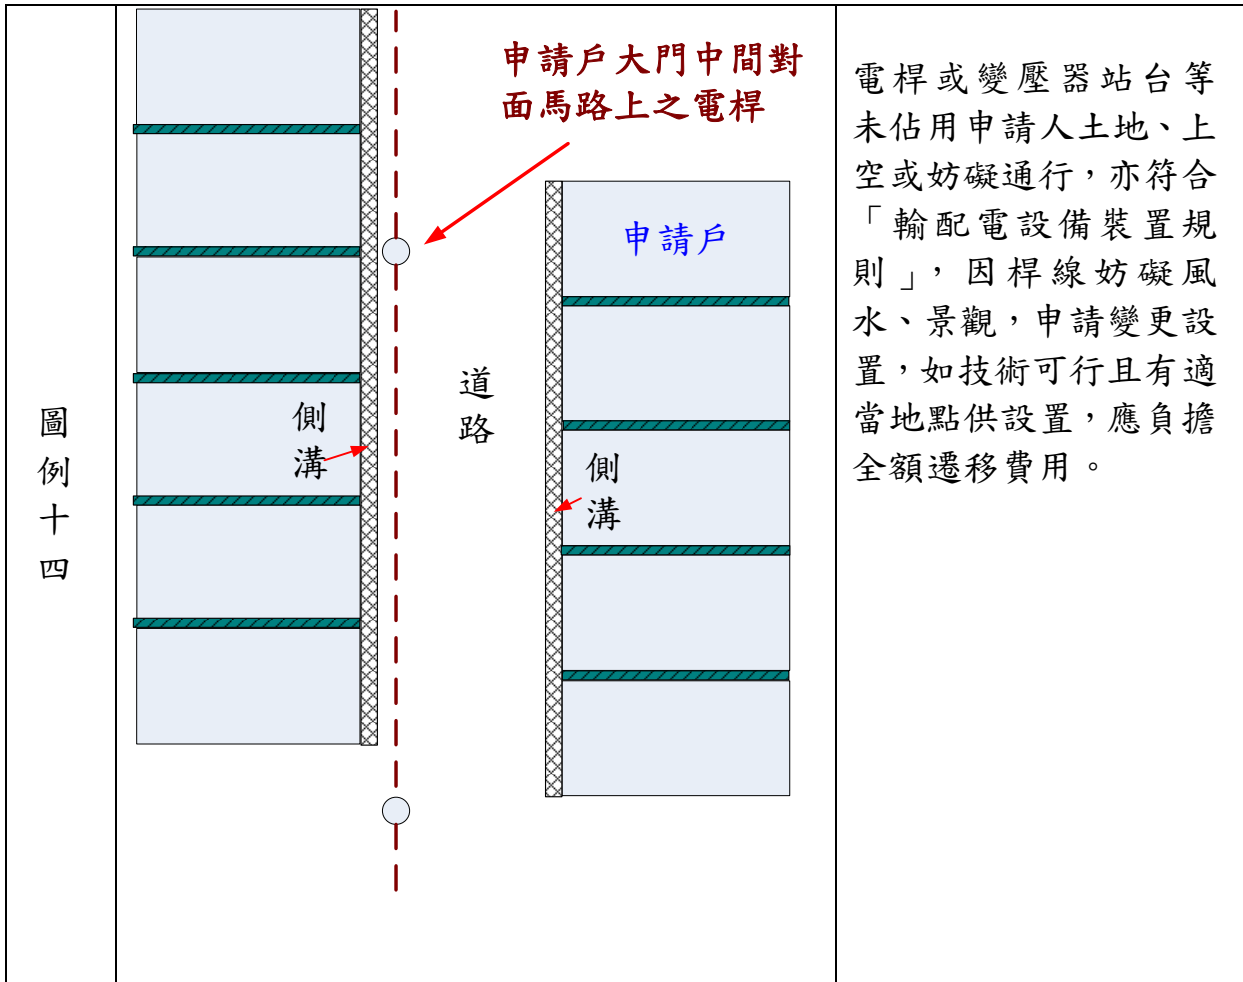 圖例十四
申請戶大門中間對
面馬路上之電桿
申請戶
道路
側溝
側溝
電桿或變壓器站台等
未佔用申請人土地、上
空或妨礙通行，亦符合
「輸配電設備裝置規
則」，因桿線妨礙風
水、景觀，申請變更設
置，如技術可行且有適
當地點供設置，應負擔
全額遷移費用。